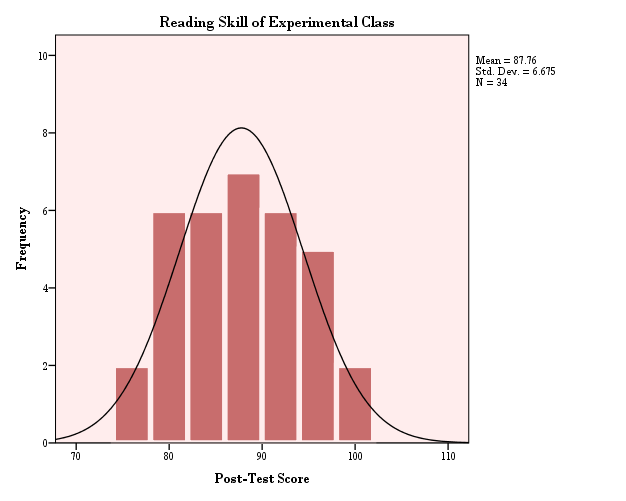 Reading Skill of Experimental Class
Mean = 87.76
Std. Dev. = 6.675
N = 34
10
8
6
4
2
0
Frequency
70 80 90 100 110
Post-Test Score